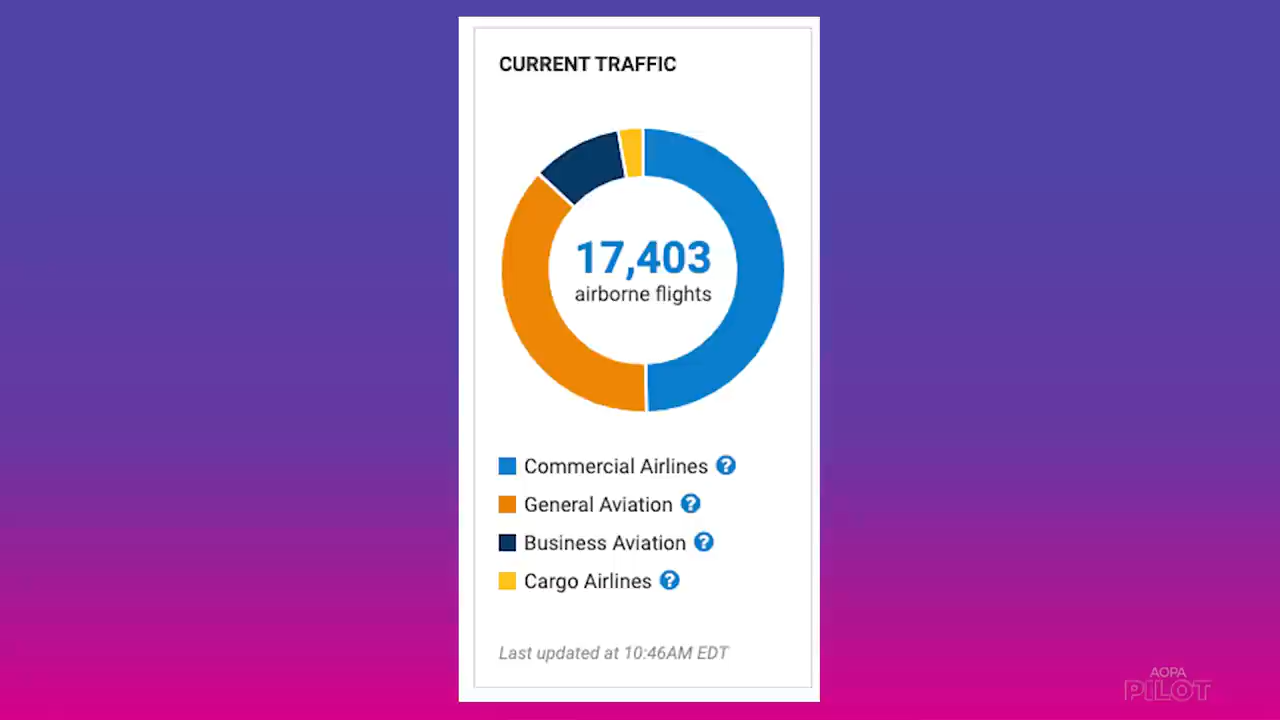 CURRENT TRAFFIC
17,403
airborne flights
Commercial Airlines ?
General Aviation ?
Business Aviation ?
Cargo Airlines ?
Last updated at 10:46AM EDT
AOPA
PILOT